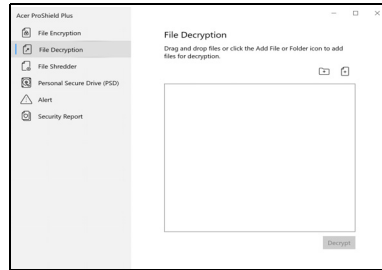 Acer ProShield Plus
File Encryption
File Decryption
File Shredder
Personal Secure Drive (PSD)
Alert
Security Report
File Decryption
Drag and drop files or click the Add File or Folder icon to add
files for decryption.
Decrypt